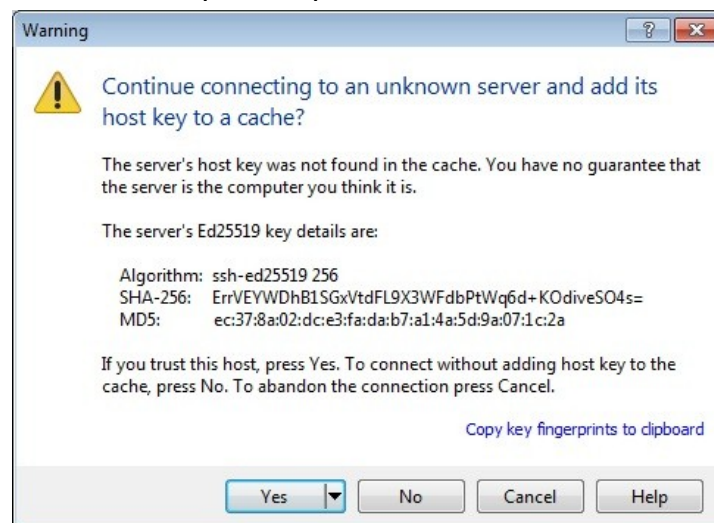 Warning
Continue connecting to an unknown server and add its
host key to a cache?
The server's host key was not found in the cache. You have no guarantee that
the server is the computer you think it is.
The server's Ed25519 key details are:
Algorithm: ssh-ed25519 256
SHA-256: ErrVEYWDhB1SGxVtdFL9X3WFdbPtWq6d+KOdiveSO4s=
MD5: ec:37:8a:02:dc:e3:fa:da:b7:a1:4a:5d:9a:07:1c:2a
If you trust this host, press Yes. To connect without adding host key to the
cache, press No. To abandon the connection press Cancel.
Copy key fingerprints to clipboard
Yes No Cancel Help